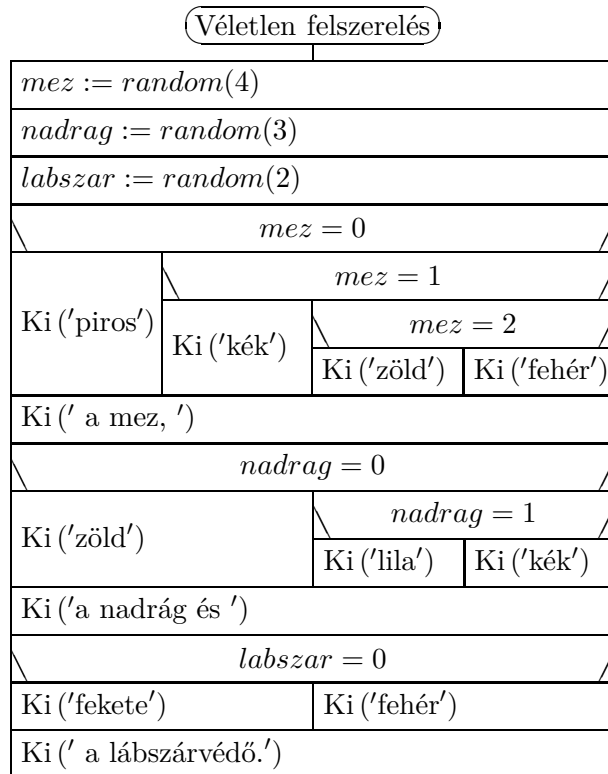 Véletlen felszerelés
mez := random(4)
nadrag := random(3)
labszar := random(2)
mez = 0
mez = 1
Ki ('piros')
Ki ('kék')
mez = 2
Ki ('zöld') Ki ('fehér')
Ki (' a mez, ')
nadrag = 0
Ki ('zöld')
nadrag = 1
Ki ('lila') Ki ('kék')
Ki ('a nadrág és ')
labszar = 0
Ki ('fekete') Ki ('fehér')
Ki (' a lábszárvédő.')